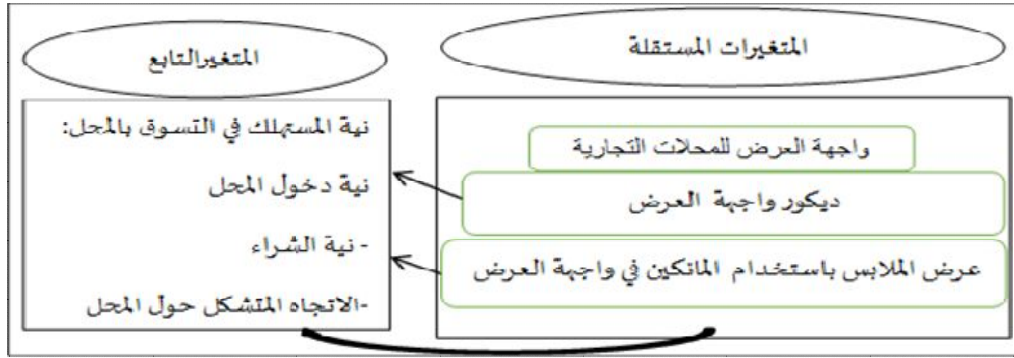 المتغيرات المستقلة
واجهة العرض للمحلات التجارية
ديكور واجهة العرض
عرض الملابس باستخدام المانكين في واجهة العرض
المتغيرالتابع
نية المستهلك في التسوق بالمحل:
نية دخول المحل
- نية الشراء
-الاتجاه المتشكل حول المحل